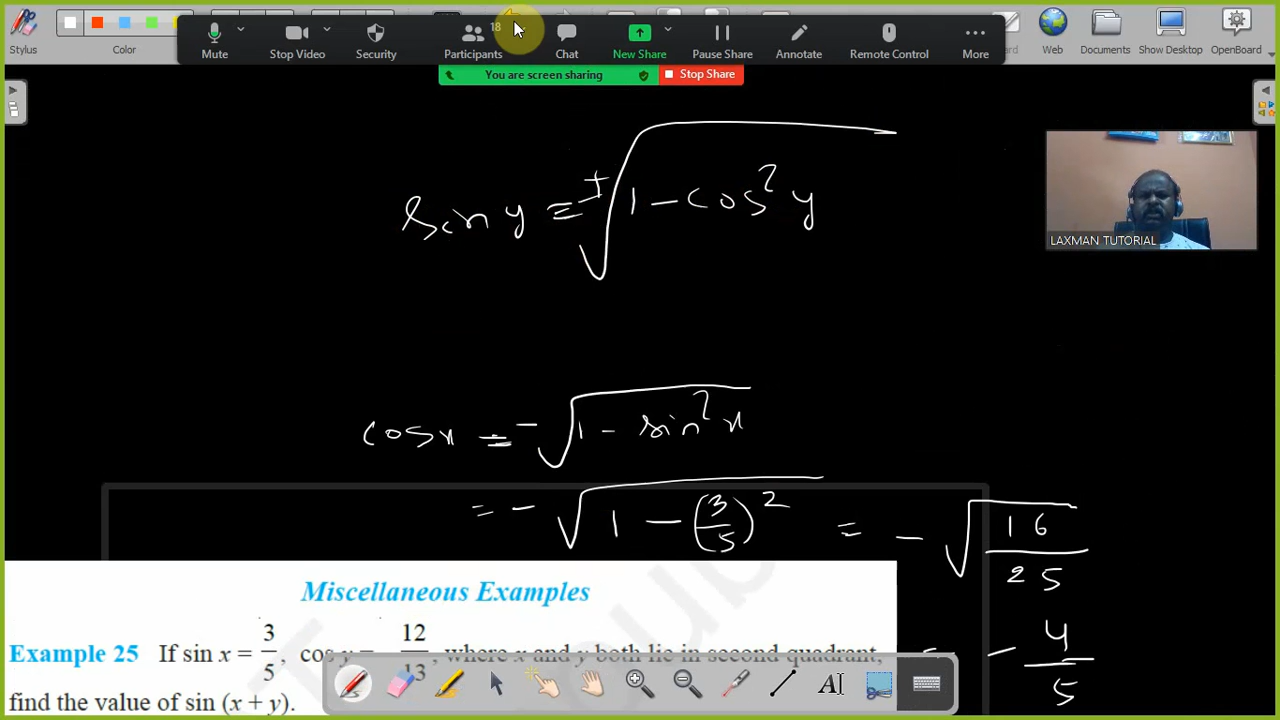 Stylus
Color
Mute
Stop Video
Security
18
Participants
Chat
New Share
Pause Share
Annotate
Remote Control
More
Web
Documents
Show Desktop
OpenBoard
You are screen sharing
Stop Share
sin y = ±√(1 - cos² y)
LAXMAN TUTORIAL
cos x = -√(1 - sin² x)
= -√(1 - (3/5)²) = -√(16/25)
= - 4/5
Miscellaneous Examples
Example 25 If sin x = 3/5, cos y = 12/13, where x and y both lie in second quadrant,
find the value of sin (x + y).